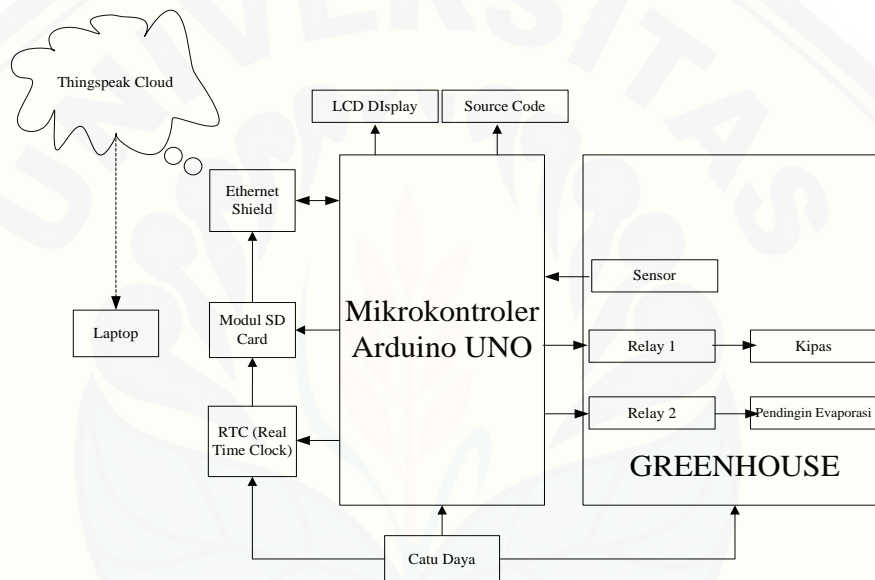 UNIVERSITAS
Thingspeak Cloud
LCD DIsplay
Source Code
Ethernet
Shield
Sensor
Mikrokontroler
Arduino UNO
Modul SD
Card
Laptop
Relay 1
Kipas
RTC (Real
Time Clock)
Relay 2
Pendingin Evaporasi
GREENHOUSE
Catu Daya